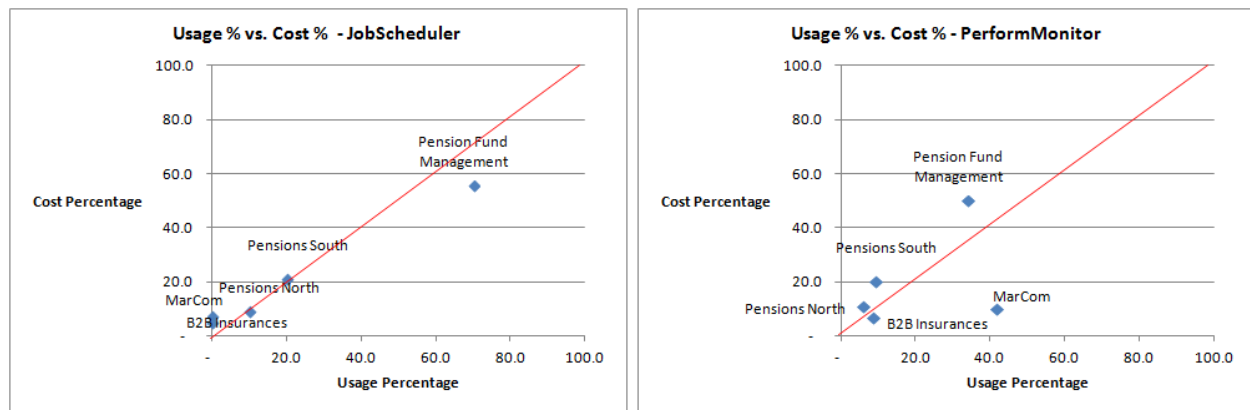 Usage % vs. Cost %  - JobScheduler
100.0
80.0
60.0
40.0
20.0
-
Cost Percentage
Pension Fund
Management
Pensions South
Pensions North
MarCom
B2B Insurances
- 20.0 40.0 60.0 80.0 100.0
Usage Percentage
Usage % vs. Cost % - PerformMonitor
100.0
80.0
60.0
40.0
20.0
-
Cost Percentage
Pension Fund
Management
Pensions South
MarCom
Pensions North
B2B Insurances
- 20.0 40.0 60.0 80.0 100.0
Usage Percentage